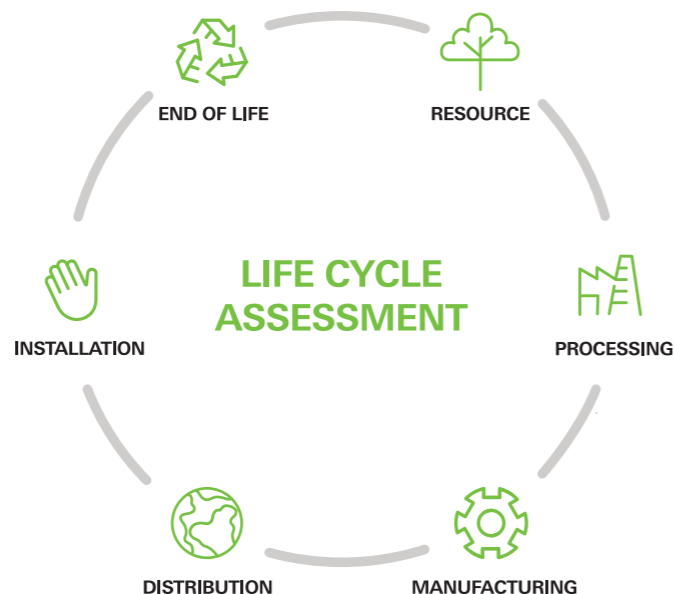 END OF LIFE
RESOURCE
LIFE CYCLE
ASSESSMENT
INSTALLATION
PROCESSING
DISTRIBUTION
MANUFACTURING